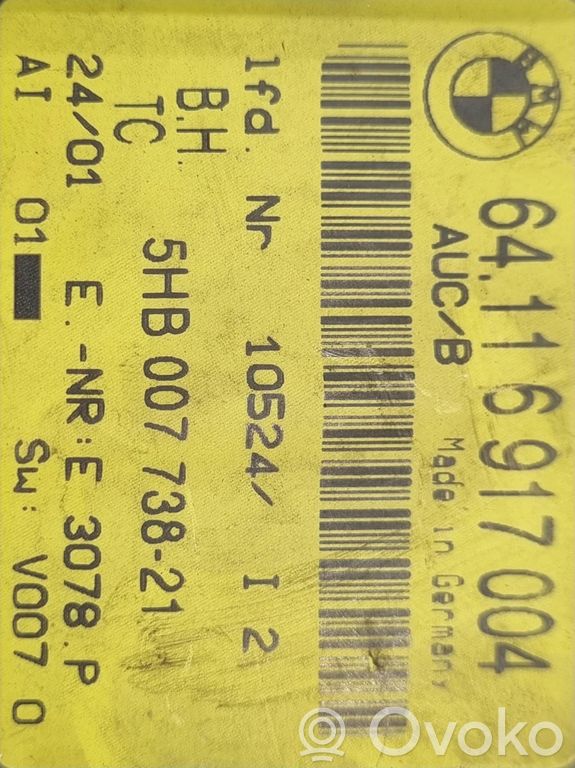 BMW
64.11 6 917 004
AUC/B
Made in Germany
lfd. Nr 10524/ I 2
B.H.
TC 5HB 007 738-21
24/01 E.-NR:E 3078.P
AI 01 Sw: V007 0
Ovoko